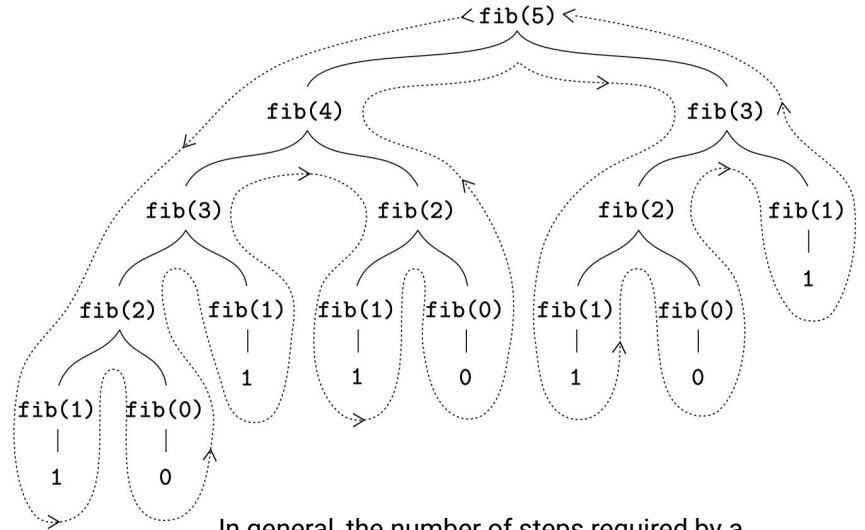 fib(5)
fib(4) fib(3)
fib(3) fib(2) fib(2) fib(1)
1
fib(2) fib(1) fib(1) fib(0) fib(1) fib(0)
1 1 0 1 0
fib(1) fib(0)
1 0
In general, the number of steps required by a